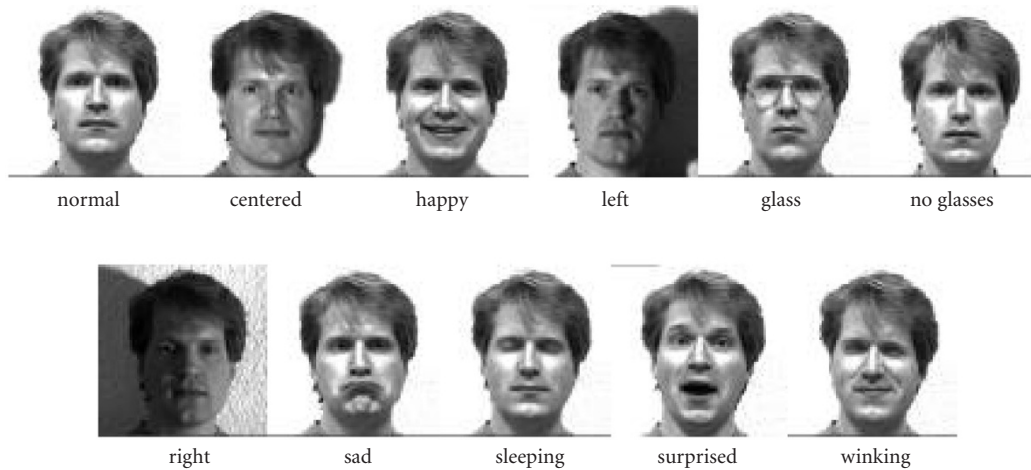 normal centered happy left glass no glasses
right sad sleeping surprised winking